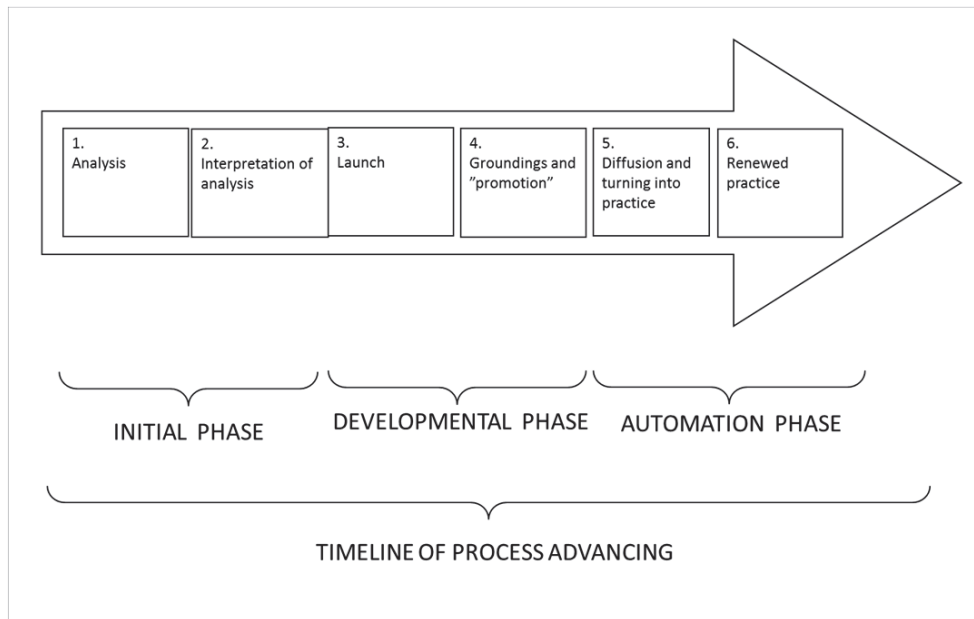 1.
Analysis
2.
Interpretation of
analysis
3.
Launch
4.
Groundings and
”promotion”
5.
Diffusion and
turning into
practice
6.
Renewed
practice
INITIAL PHASE
DEVELOPMENTAL PHASE
AUTOMATION PHASE
TIMELINE OF PROCESS ADVANCING